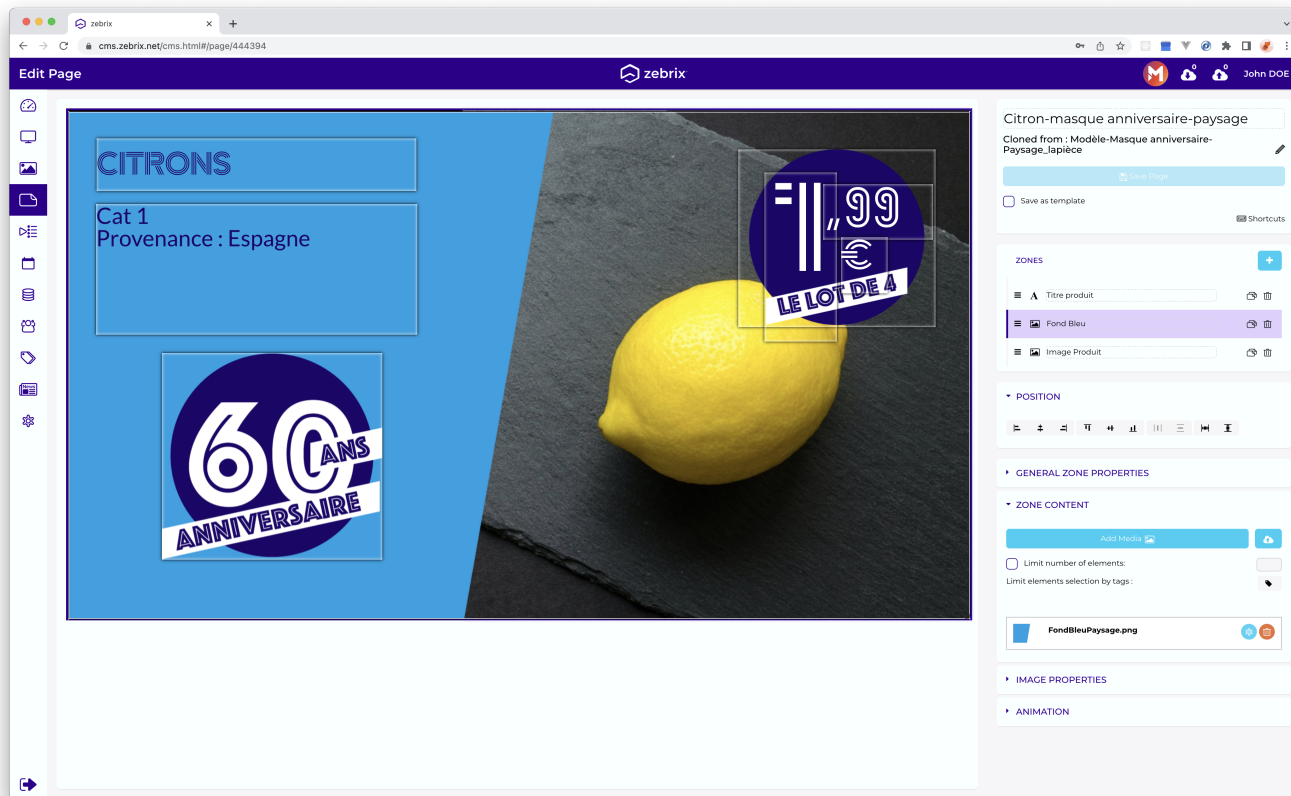 zebrix
cms.zebrix.net/cms.html#/page/444394
Edit Page
zebrix
0
0
John DOE
CITRONS
Cat 1
Provenance : Espagne
60
ANS
ANNIVERSAIRE
1,,99
€
LE LOT DE 4
Citron-masque anniversaire-paysage
Cloned from : Modèle-Masque anniversaire-
Paysage_lapièce
Save Page
Save as template
Shortcuts
ZONES
+
A Titre produit
Fond Bleu
Image Produit
POSITION
GENERAL ZONE PROPERTIES
ZONE CONTENT
Add Media
Limit number of elements:
Limit elements selection by tags :
FondBleuPaysage.png
IMAGE PROPERTIES
ANIMATION
News